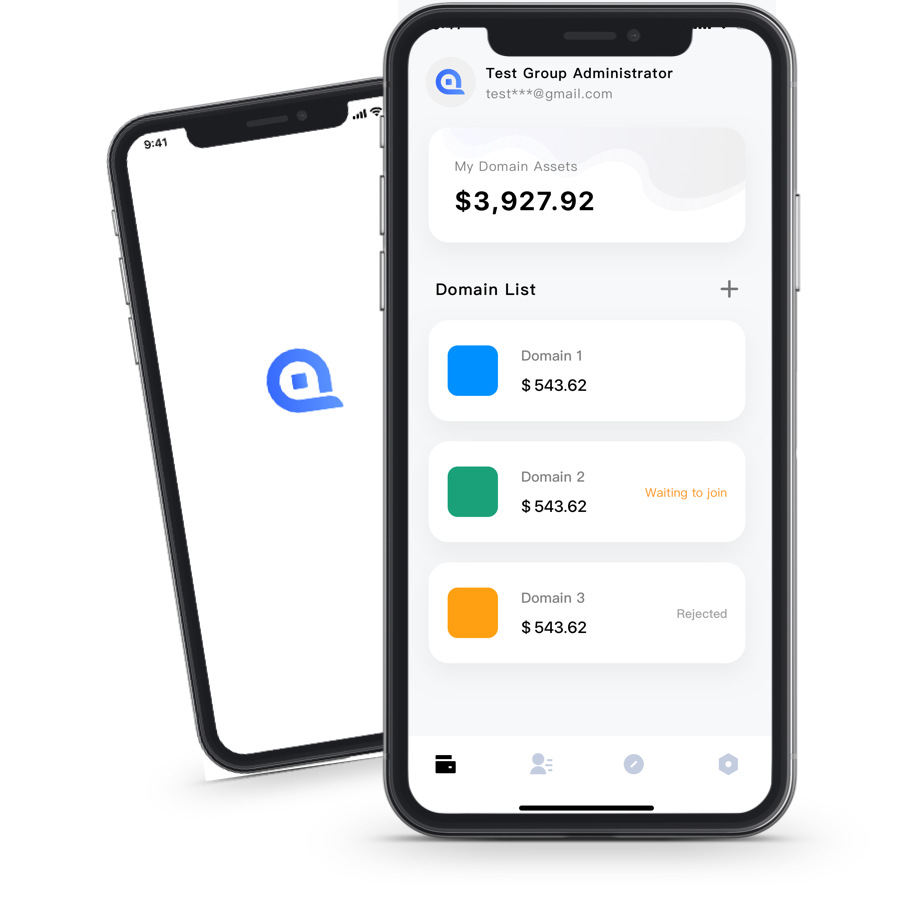 9:41
Test Group Administrator
test***@gmail.com
My Domain Assets
$3,927.92
Domain List
Domain 1
$ 543.62
Domain 2
$ 543.62
Waiting to join
Domain 3
$ 543.62
Rejected